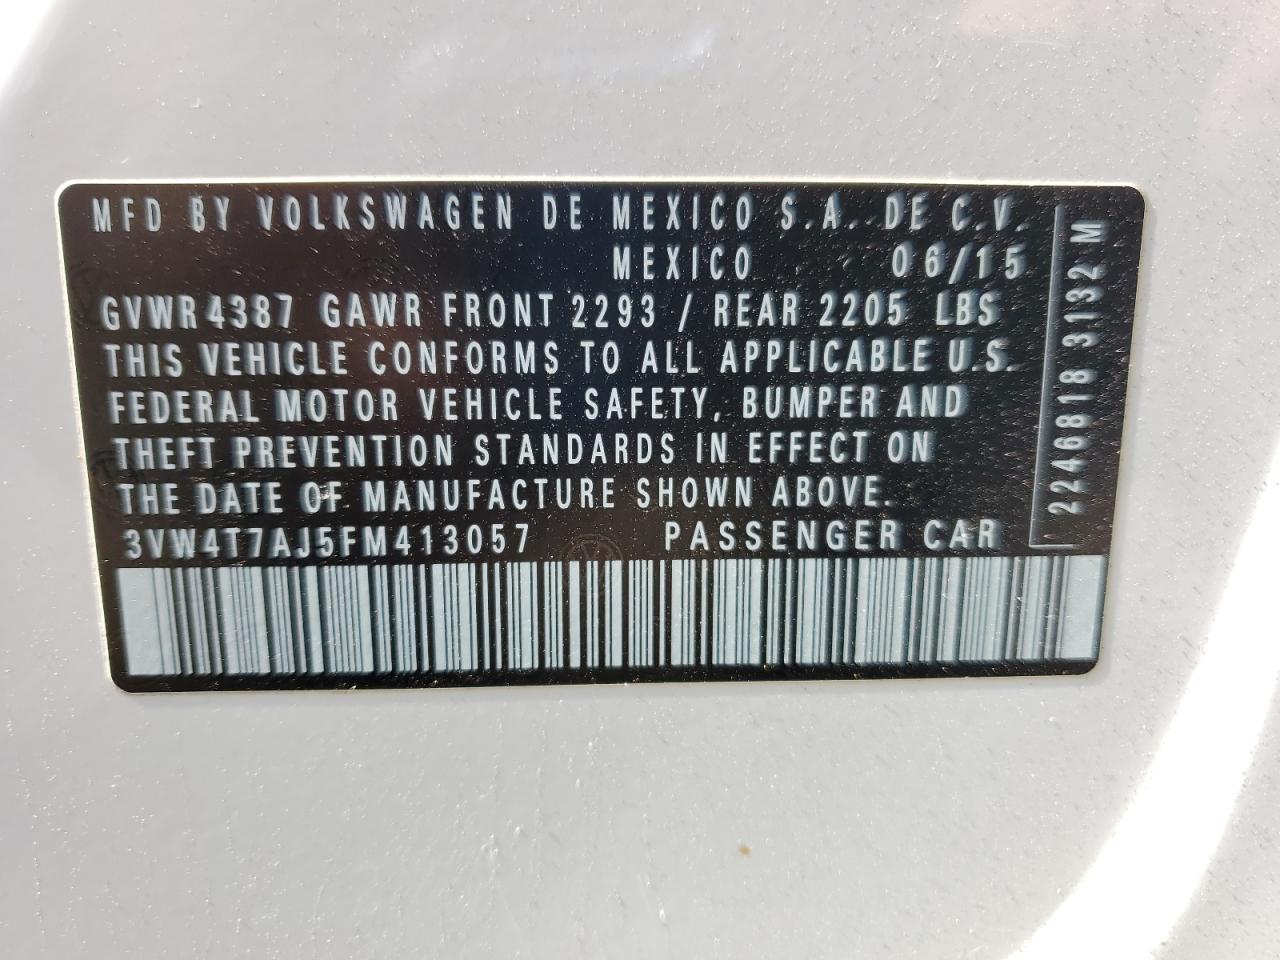 MFD BY VOLKSWAGEN DE MEXICO S.A. DE C.V.
MEXICO 06/15
GVWR 4387 GAWR FRONT 2293 / REAR 2205 LBS
THIS VEHICLE CONFORMS TO ALL APPLICABLE U.S.
FEDERAL MOTOR VEHICLE SAFETY, BUMPER AND
THEFT PREVENTION STANDARDS IN EFFECT ON
THE DATE OF MANUFACTURE SHOWN ABOVE.
3VW4T7AJ5FM413057 PASSENGER CAR
2246818 3132 M